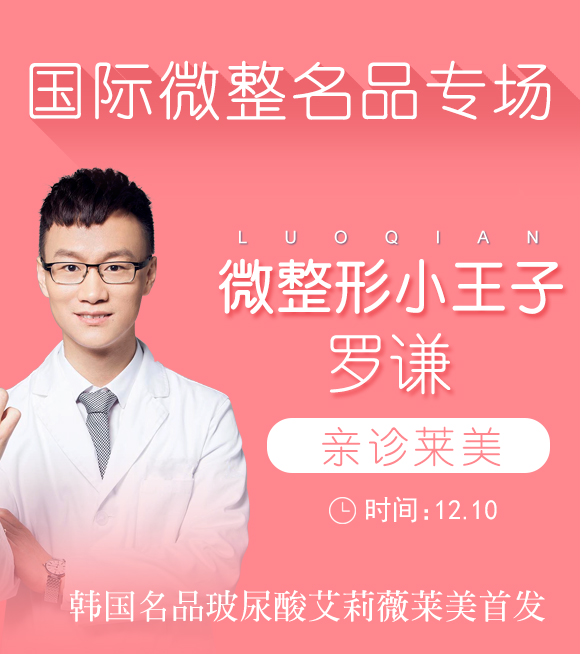 国际微整名品专场
LUOQIAN
微整形小王子
罗谦
亲诊莱美
时间:12.10
韩国名品玻尿酸艾莉薇莱美首发